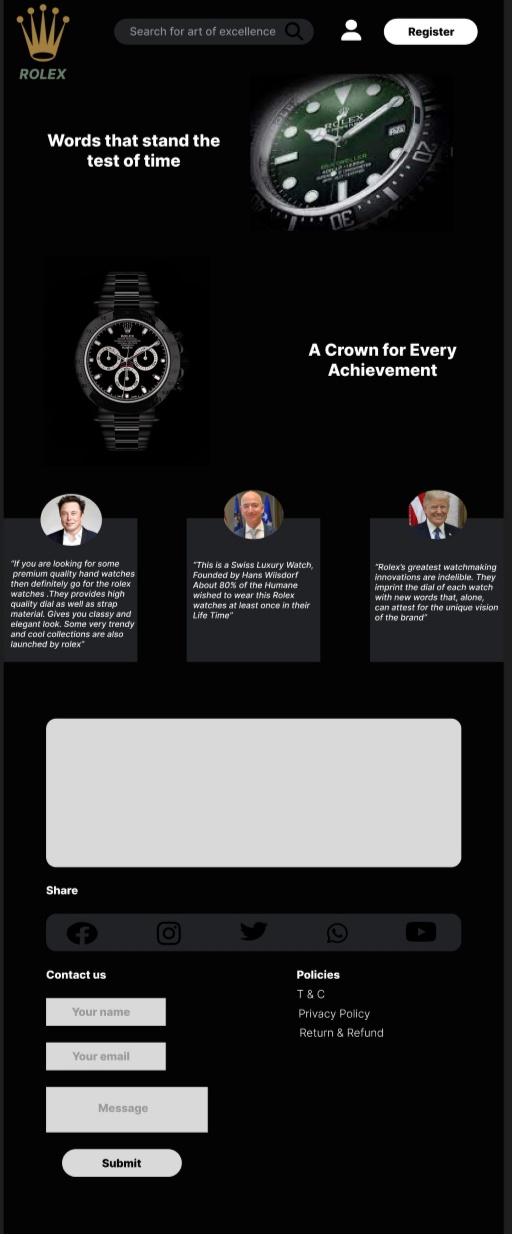 Search for art of excellence
Register
ROLEX
Words that stand the
test of time
ROLEX
20
30
ROLEX
A Crown for Every
Achievement
“If you are looking for some
premium quality hand watches
then definitely go for the rolex
watches .They provides high
quality dial as well as strap
material. Gives you classy and
elegant look. Some very trendy
and cool collections are also
launched by rolex”
“This is a Swiss Luxury Watch,
Founded by Hans Wilsdorf
About 80% of the Humane
wished to wear this Rolex
watches at least once in their
Life Time”
“Rolex’s greatest watchmaking
innovations are indelible. They
imprint the dial of each watch
with new words that, alone,
can attest for the unique vision
of the brand”
Share
Contact us
Your name
Your email
Message
Submit
Policies
T & C
Privacy Policy
Return & Refund